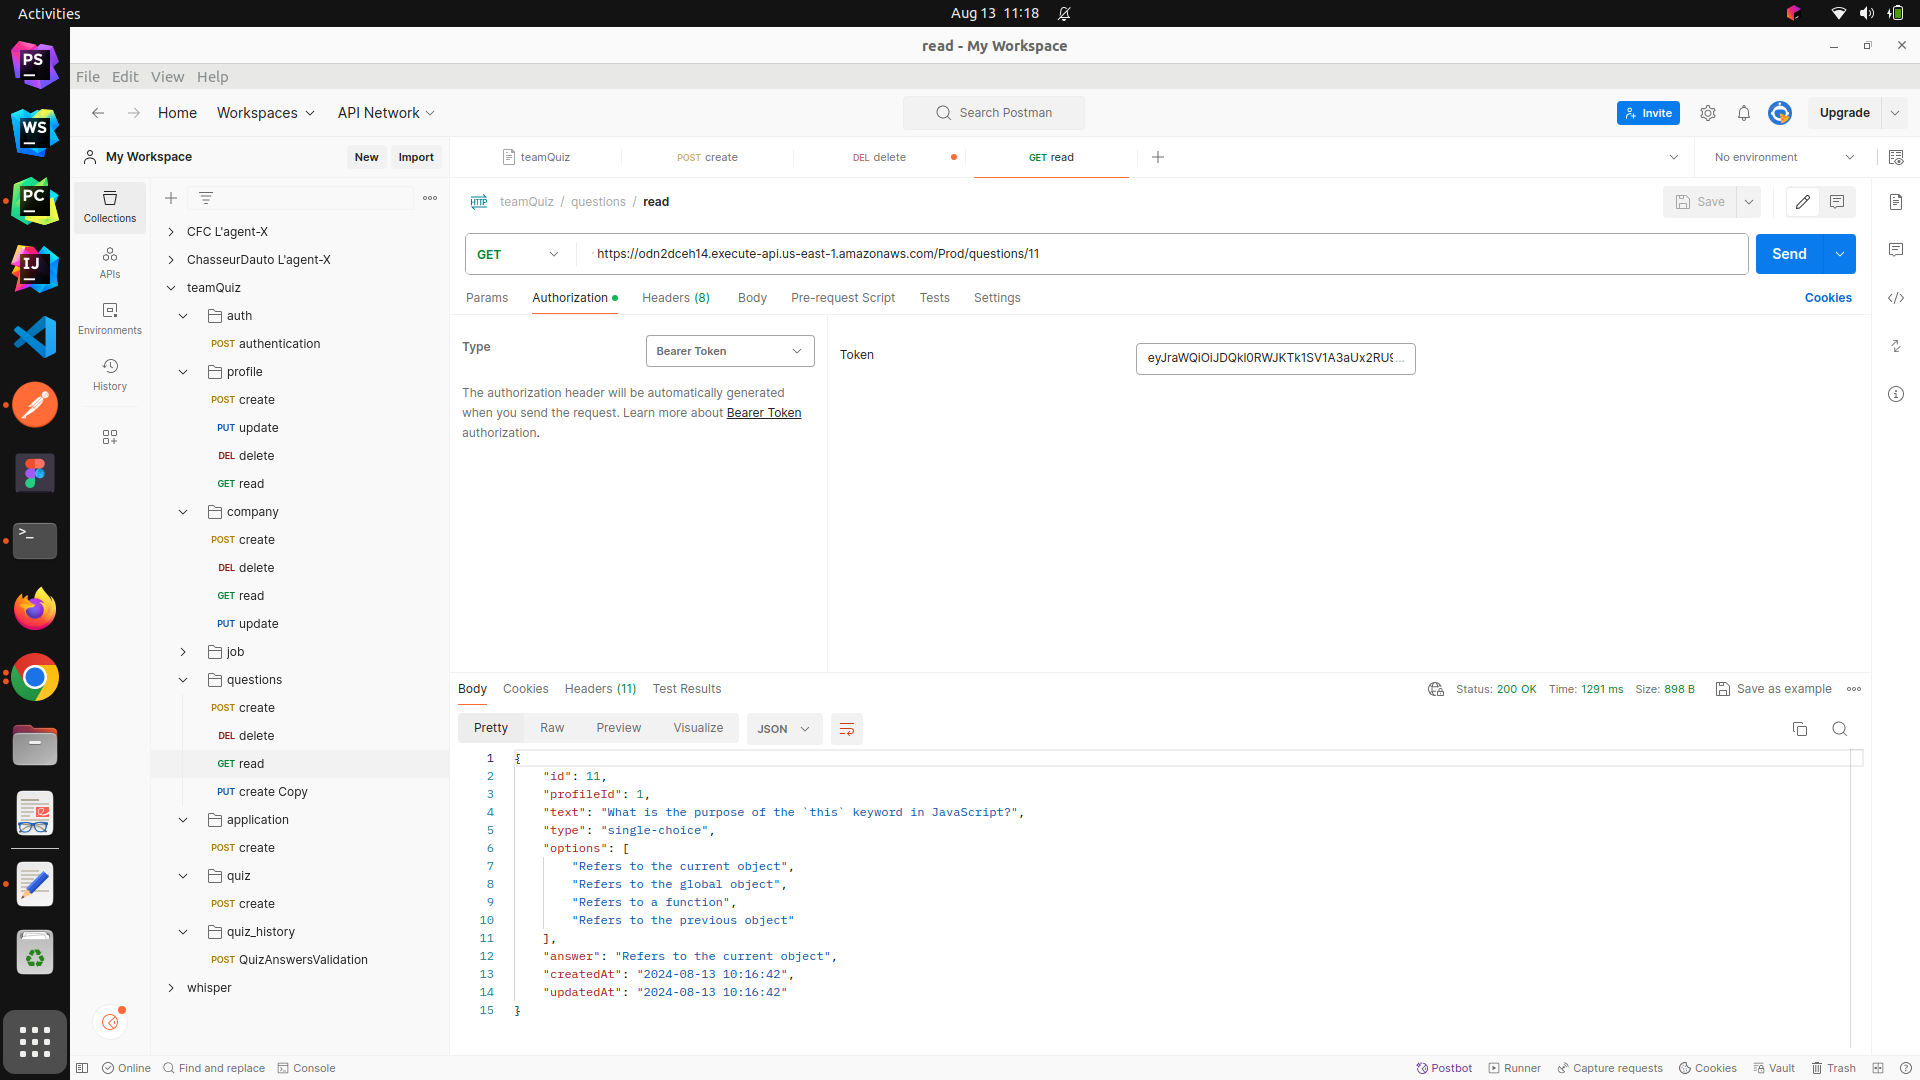 Activities
Aug 13 11:18
read - My Workspace
File Edit View Help
Home Workspaces API Network
Search Postman
Invite
Upgrade
My Workspace
New Import
teamQuiz
POST create
DEL delete
GET read
No environment
Collections
APIs
Environments
History
CFC L'agent-X
ChasseurDauto L'agent-X
teamQuiz
auth
POST authentication
profile
POST create
PUT update
DEL delete
GET read
company
POST create
DEL delete
GET read
PUT update
job
questions
POST create
DEL delete
GET read
PUT create Copy
application
POST create
quiz
POST create
quiz_history
POST QuizAnswersValidation
whisper
HTTP teamQuiz / questions / read
Save
GET https://odn2dceh14.execute-api.us-east-1.amazonaws.com/Prod/questions/11
Send
Params Authorization Headers (8) Body Pre-request Script Tests Settings
Cookies
Type
Bearer Token
The authorization header will be automatically generated
when you send the request. Learn more about Bearer Token
authorization.
Token
Body Cookies Headers (11) Test Results
Status: 200 OK Time: 1291 ms Size: 898 B
Save as example
Pretty Raw Preview Visualize JSON
1 {
2 "id": 11,
3 "profileId": 1,
4 "text": "What is the purpose of the `this` keyword in JavaScript?",
5 "type": "single-choice",
6 "options": [
7 "Refers to the current object",
8 "Refers to the global object",
9 "Refers to a function",
10 "Refers to the previous object"
11 ],
12 "answer": "Refers to the current object",
13 "createdAt": "2024-08-13 10:16:42",
14 "updatedAt": "2024-08-13 10:16:42"
15 }
Online Find and replace Console
Postbot Runner Capture requests Cookies Vault Trash
PS
WS
PC
IJ